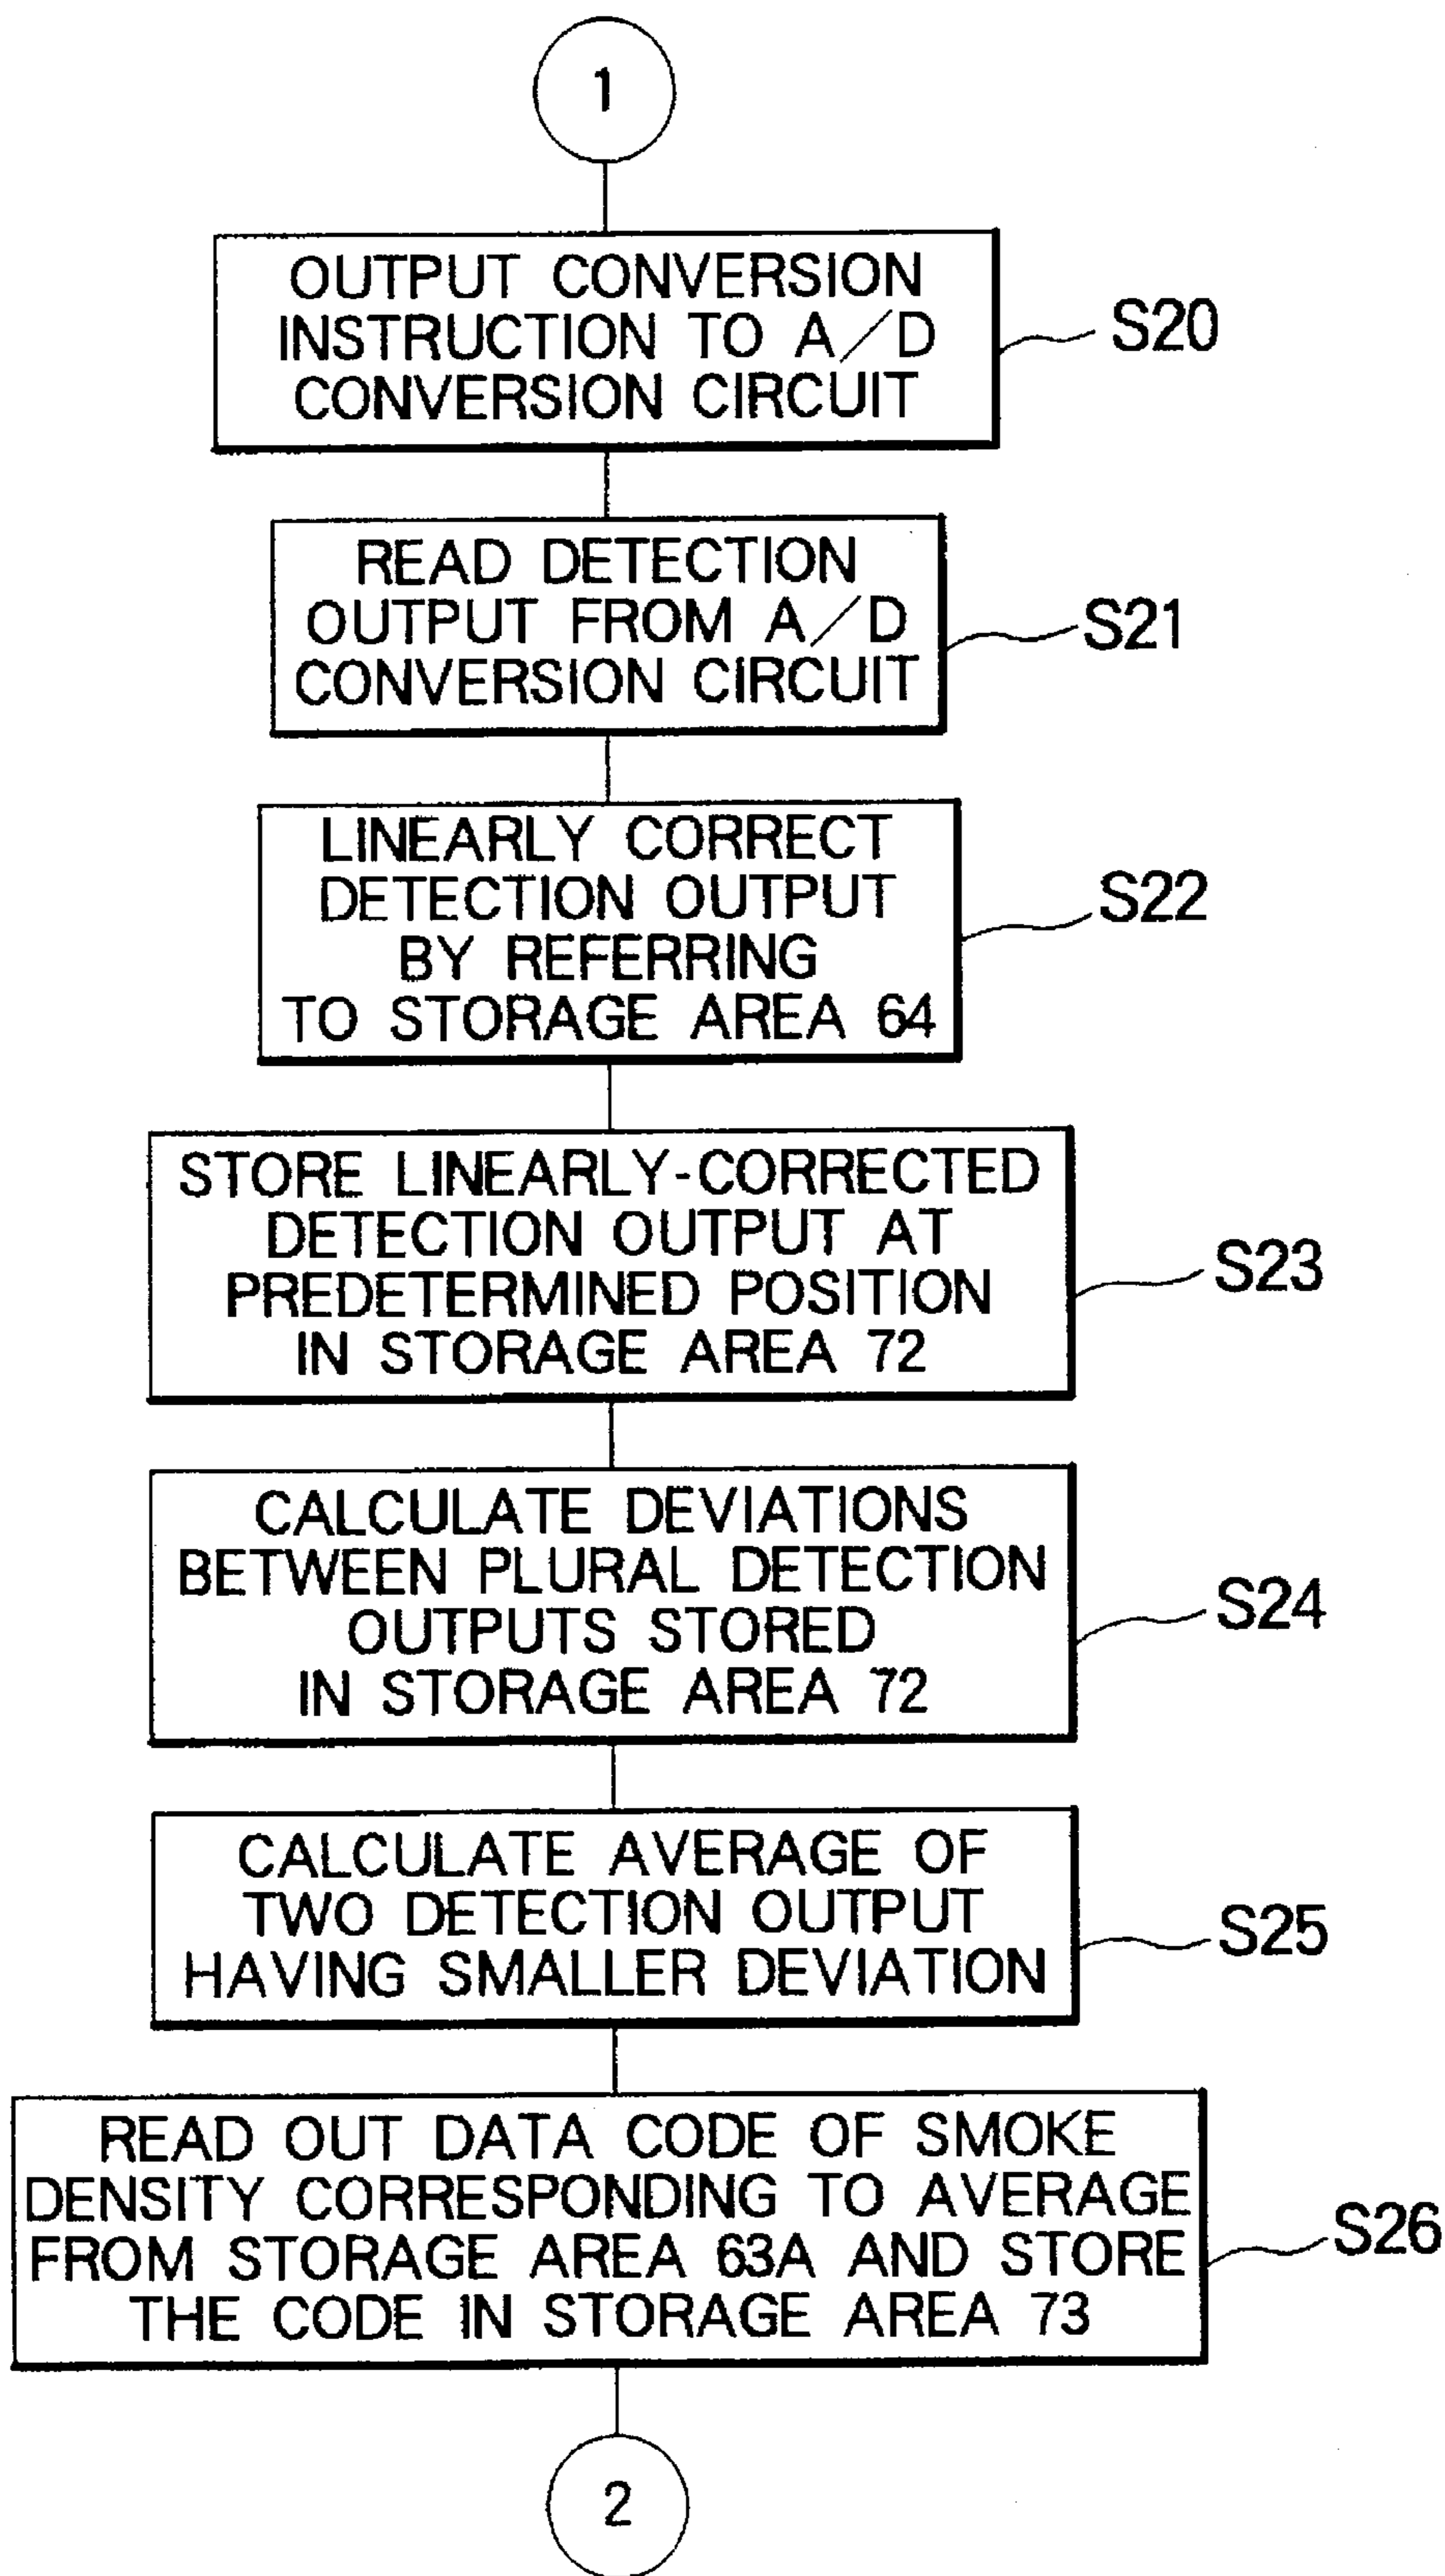 1
OUTPUT CONVERSION
INSTRUCTION TO A/D
CONVERSION CIRCUIT
S20
READ DETECTION
OUTPUT FROM A/D
CONVERSION CIRCUIT
S21
LINEARLY CORRECT
DETECTION OUTPUT
BY REFERRING
TO STORAGE AREA 64
S22
STORE LINEARLY-CORRECTED
DETECTION OUTPUT AT
PREDETERMINED POSITION
IN STORAGE AREA 72
S23
CALCULATE DEVIATIONS
BETWEEN PLURAL DETECTION
OUTPUTS STORED
IN STORAGE AREA 72
S24
CALCULATE AVERAGE OF
TWO DETECTION OUTPUT
HAVING SMALLER DEVIATION
S25
READ OUT DATA CODE OF SMOKE
DENSITY CORRESPONDING TO AVERAGE
FROM STORAGE AREA 63A AND STORE
THE CODE IN STORAGE AREA 73
S26
2